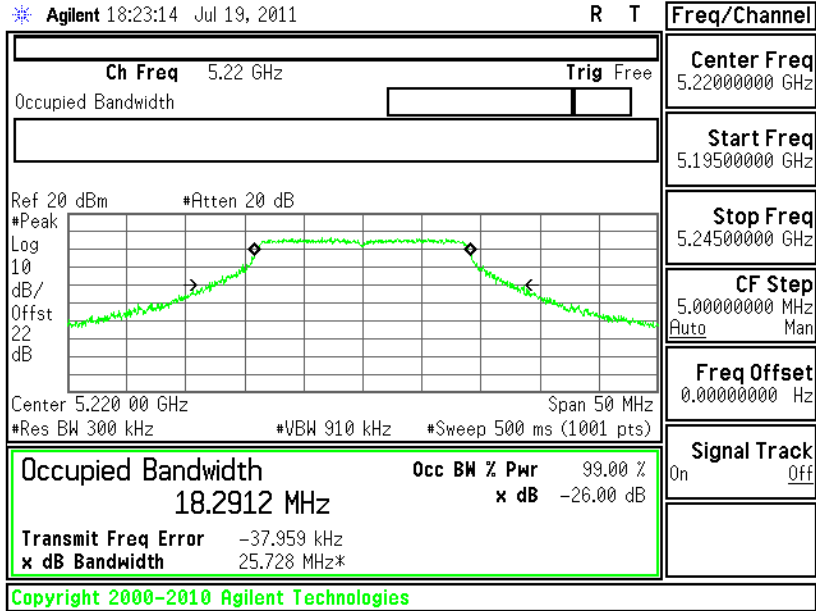 Agilent 18:23:14 Jul 19, 2011 R T Freq/Channel
Ch Freq 5.22 GHz Trig Free
Occupied Bandwidth
Center Freq
5.22000000 GHz
Start Freq
5.19500000 GHz
Stop Freq
5.24500000 GHz
CF Step
5.00000000 MHz
Auto Man
Freq Offset
0.00000000 Hz
Signal Track
On Off
Ref 20 dBm #Atten 20 dB
#Peak
Log
10
dB/
Offst
22
dB
Center 5.220 00 GHz Span 50 MHz
#Res BW 300 kHz #VBW 910 kHz #Sweep 500 ms (1001 pts)
Occupied Bandwidth Occ BW % Pwr 99.00 %
18.2912 MHz x dB -26.00 dB
Transmit Freq Error -37.959 kHz
x dB Bandwidth 25.728 MHz*
Copyright 2000-2010 Agilent Technologies